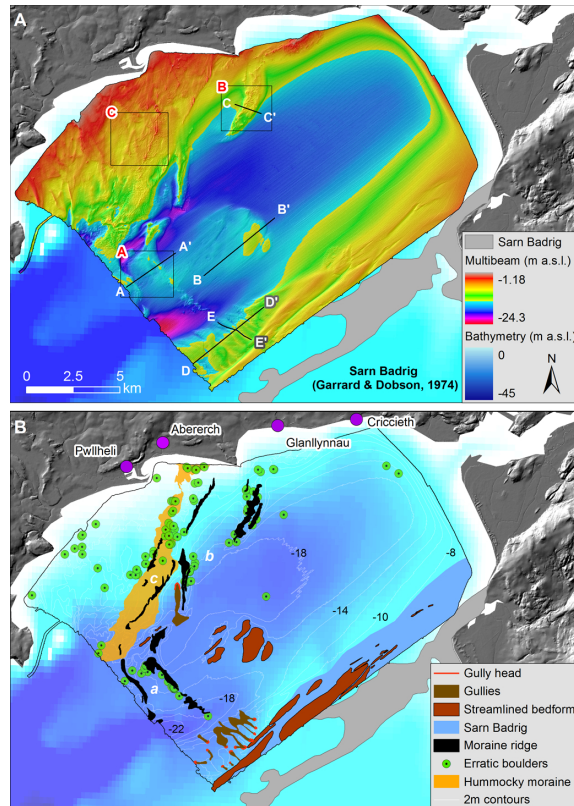 A
B
C
C
C'
A
A'
B'
A
B
D'
E
E'
D
Sarn Badrig
(Garrard & Dobson, 1974)
0 2.5 5
km
Sarn Badrig
Multibeam (m a.s.l.)
-1.18
-24.3
Bathymetry (m a.s.l.)
0
-45
N
B
Criccieth
Abererch
Glanllynnau
Pwllheli
b
-18
-8
c
-14
-10
a
-18
-22
Gully head
Gullies
Streamlined bedform
Sarn Badrig
Moraine ridge
Erratic boulders
Hummocky moraine
2m contours